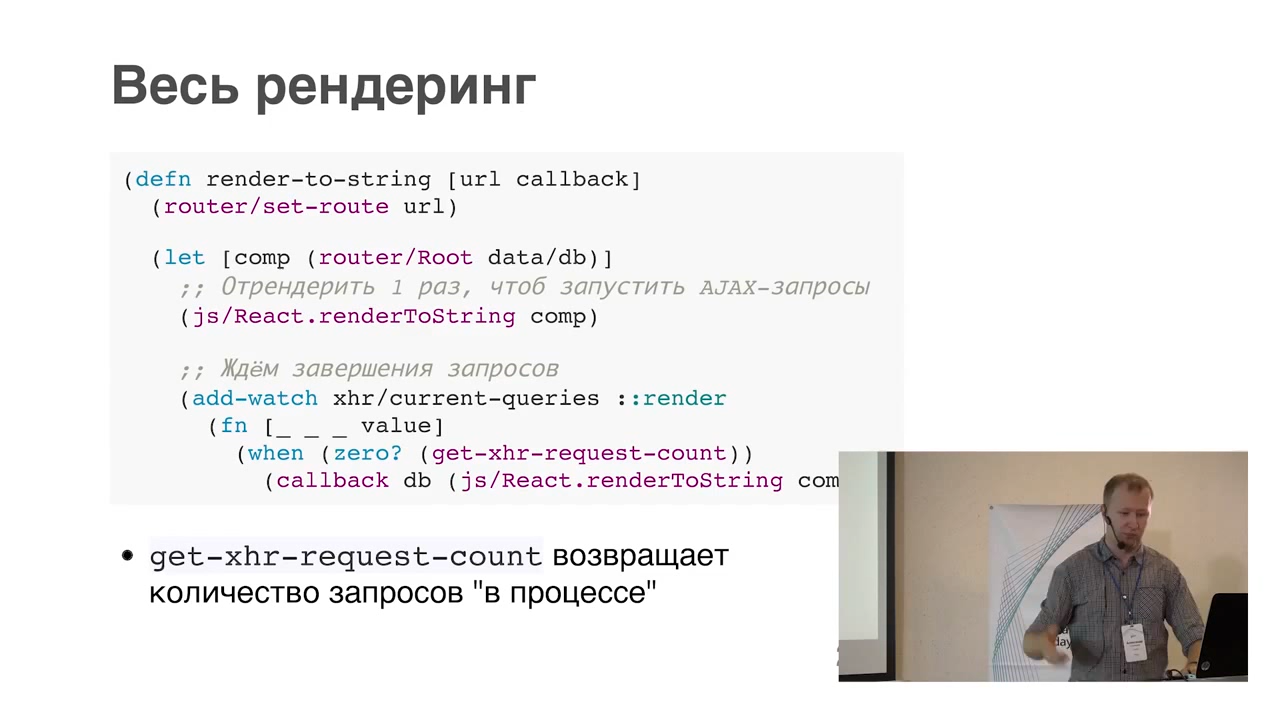 Весь рендеринг
(defn render-to-string [url callback]
(router/set-route url)
(let [comp (router/Root data/db)]
;; Отрендерить 1 раз, чтоб запустить AJAX-запросы
(js/React.renderToString comp)
;; Ждём завершения запросов
(add-watch xhr/current-queries ::render
(fn [_ _ _ value]
(when (zero? (get-xhr-request-count))
(callback db (js/React.renderToString com
• get-xhr-request-count возвращает
количество запросов "в процессе"
day